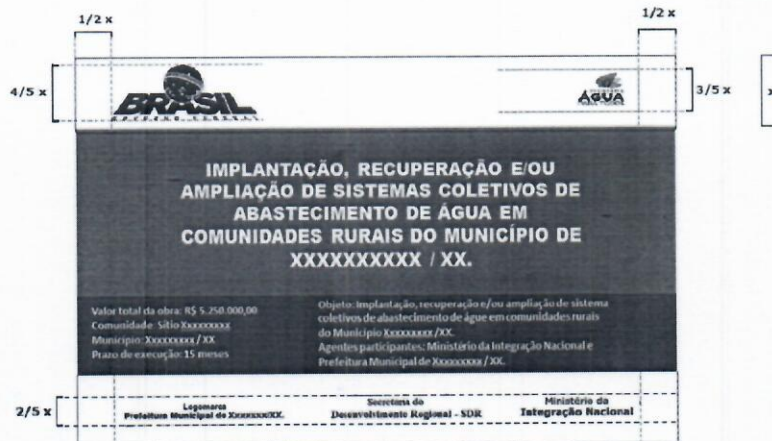 1/2 x
1/2 x
4/5 x
BRASIL
GOVERNO FEDERAL
ÁGUA
3/5 x
x
IMPLANTAÇÃO, RECUPERAÇÃO E/OU
AMPLIAÇÃO DE SISTEMAS COLETIVOS DE
ABASTECIMENTO DE ÁGUA EM
COMUNIDADES RURAIS DO MUNICÍPIO DE
XXXXXXXXXX / XX.
Valor total da obra: R$ 5.250.000,00
Comunidade: Sítio Xxxxxxxxx
Município: Xxxxxxxxx / XX
Prazo de execução: 15 meses
Objeto: Implantação, recuperação e/ou ampliação de sistema
coletivos de abastecimento de água em comunidades rurais
do Município Xxxxxxxxx /XX.
Agentes participantes: Ministério da Integração Nacional e
Prefeitura Municipal de Xxxxxxxxx / XX.
2/5 x
Logomarca
Prefeitura Municipal de Xxxxxxx/XX.
Secretaria de
Desenvolvimento Regional - SDR
Ministério da
Integração Nacional